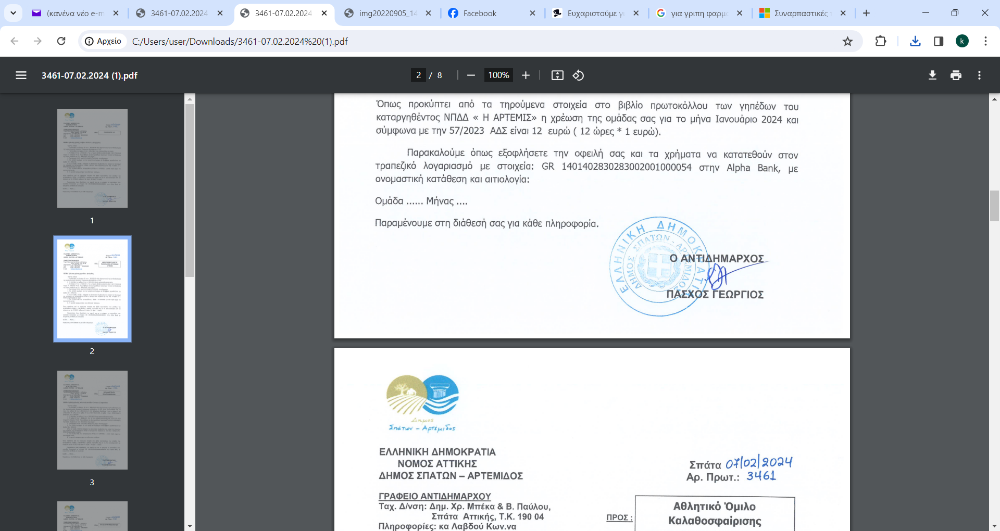 (κανένα νέο e-m
3461-07.02.2024
3461-07.02.2024
img20220905_14
Facebook
Ευχαριστούμε γι
για γριπη φαρμα
Συναρπαστικές
Αρχείο
C:/Users/user/Downloads/3461-07.02.2024%20(1).pdf
k
3461-07.02.2024 (1).pdf
2 / 8
100%
1
2
3
Όπως προκύπτει από τα τηρούμενα στοιχεία στο βιβλίο πρωτοκόλλου των γηπέδων του
καταργηθέντος ΝΠΔΔ « Η ΑΡΤΕΜΙΣ» η χρέωση της ομάδας σας για το μήνα Ιανουάριο 2024 και
σύμφωνα με την 57/2023 ΑΔΣ είναι 12 ευρώ ( 12 ώρες * 1 ευρώ).
Παρακαλούμε όπως εξοφλήσετε την οφειλή σας και τα χρήματα να κατατεθούν στον
τραπεζικό λογαριασμό με στοιχεία: GR 1401402830283002001000054 στην Alpha Bank, με
ονομαστική κατάθεση και αιτιολογία:
Ομάδα ...... Μήνας ....
Παραμένουμε στη διάθεσή σας για κάθε πληροφορία.
ΕΛΛΗΝΙΚΗ ΔΗΜΟΚΡΑΤΙΑ
ΔΗΜΟΣ ΣΠΑΤΩΝ - ΑΡΤΕΜΙΔΟΣ
Ο ΑΝΤΙΔΗΜΑΡΧΟΣ
ΠΑΣΧΟΣ ΓΕΩΡΓΙΟΣ
Δήμος
Σπάτων - Αρτέμιδος
ΕΛΛΗΝΙΚΗ ΔΗΜΟΚΡΑΤΙΑ
ΝΟΜΟΣ ΑΤΤΙΚΗΣ
ΔΗΜΟΣ ΣΠΑΤΩΝ – ΑΡΤΕΜΙΔΟΣ
Σπάτα 07/02/2024
Αρ. Πρωτ.: 3461
ΓΡΑΦΕΙΟ ΑΝΤΙΔΗΜΑΡΧΟΥ
Ταχ. Δ/νση: Δημ. Χρ. Μπέκα & Β. Παύλου,
Σπάτα Αττικής, Τ.Κ. 190 04
Πληροφορίες: κα Λαβδού Κων.να
ΠΡΟΣ :
Αθλητικό Όμιλο
Καλαθοσφαίρισης